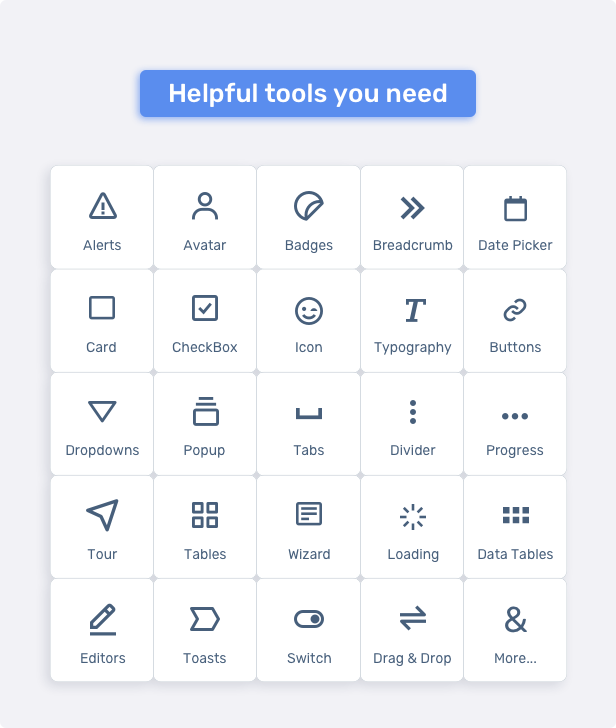 Helpful tools you need
Alerts
Avatar
Badges
Breadcrumb
Date Picker
Card
CheckBox
Icon
Typography
Buttons
Dropdowns
Popup
Tabs
Divider
Progress
Tour
Tables
Wizard
Loading
Data Tables
Editors
Toasts
Switch
Drag & Drop
More...